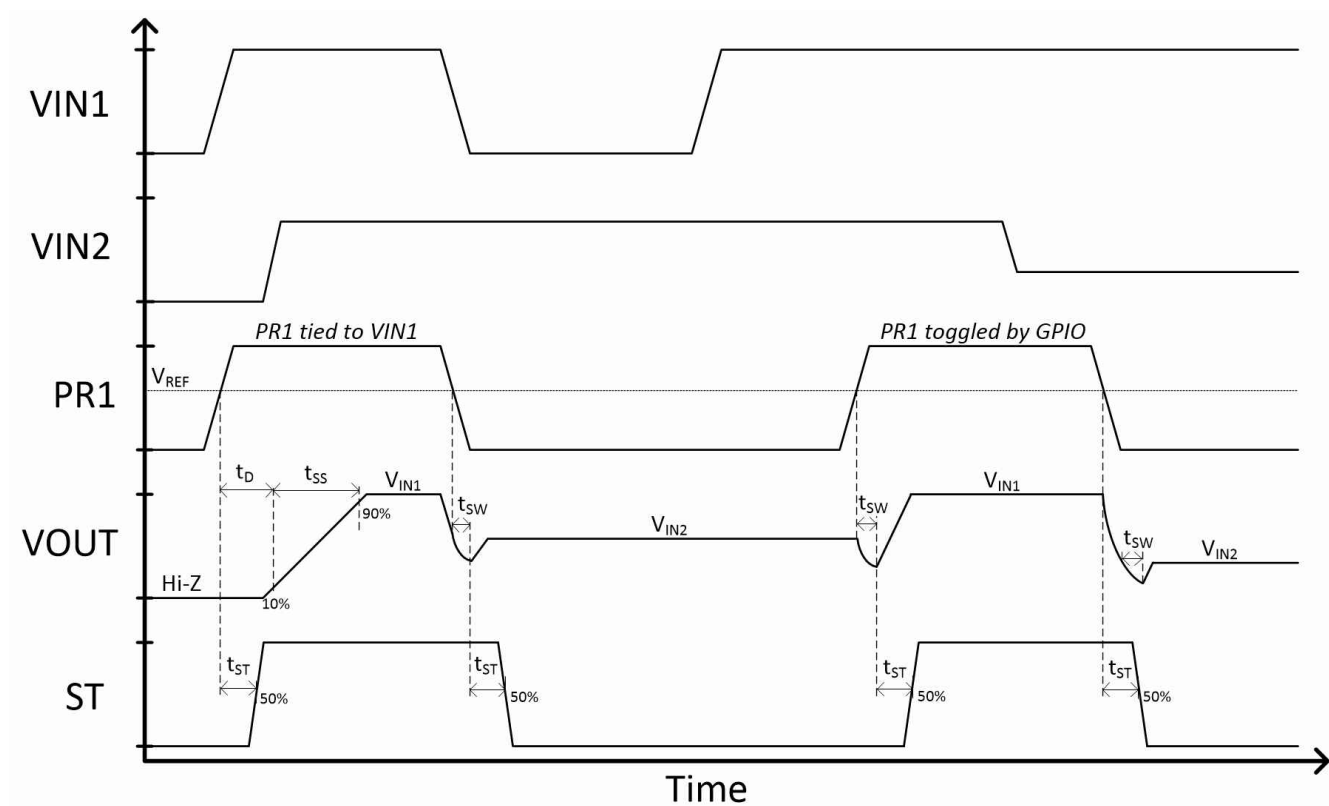 VIN1
VIN2
PR1 tied to VIN1
PR1 toggled by GPIO
VREF
PR1
tD
tSS
VIN1
90%
tSW
VIN2
tSW
VIN1
tSW
VIN2
VOUT
Hi-Z
10%
tST
50%
tST
50%
tST
50%
tST
50%
ST
Time